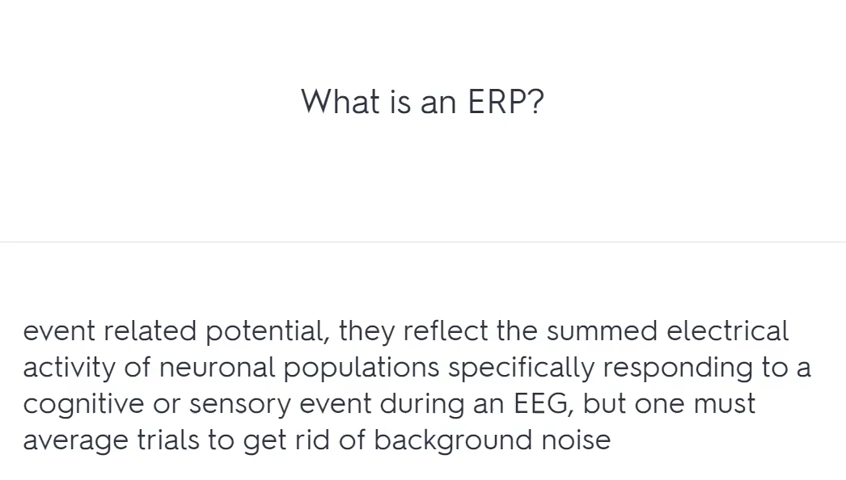 What is an ERP?
event related potential, they reflect the summed electrical
activity of neuronal populations specifically responding to a
cognitive or sensory event during an EEG, but one must
average trials to get rid of background noise